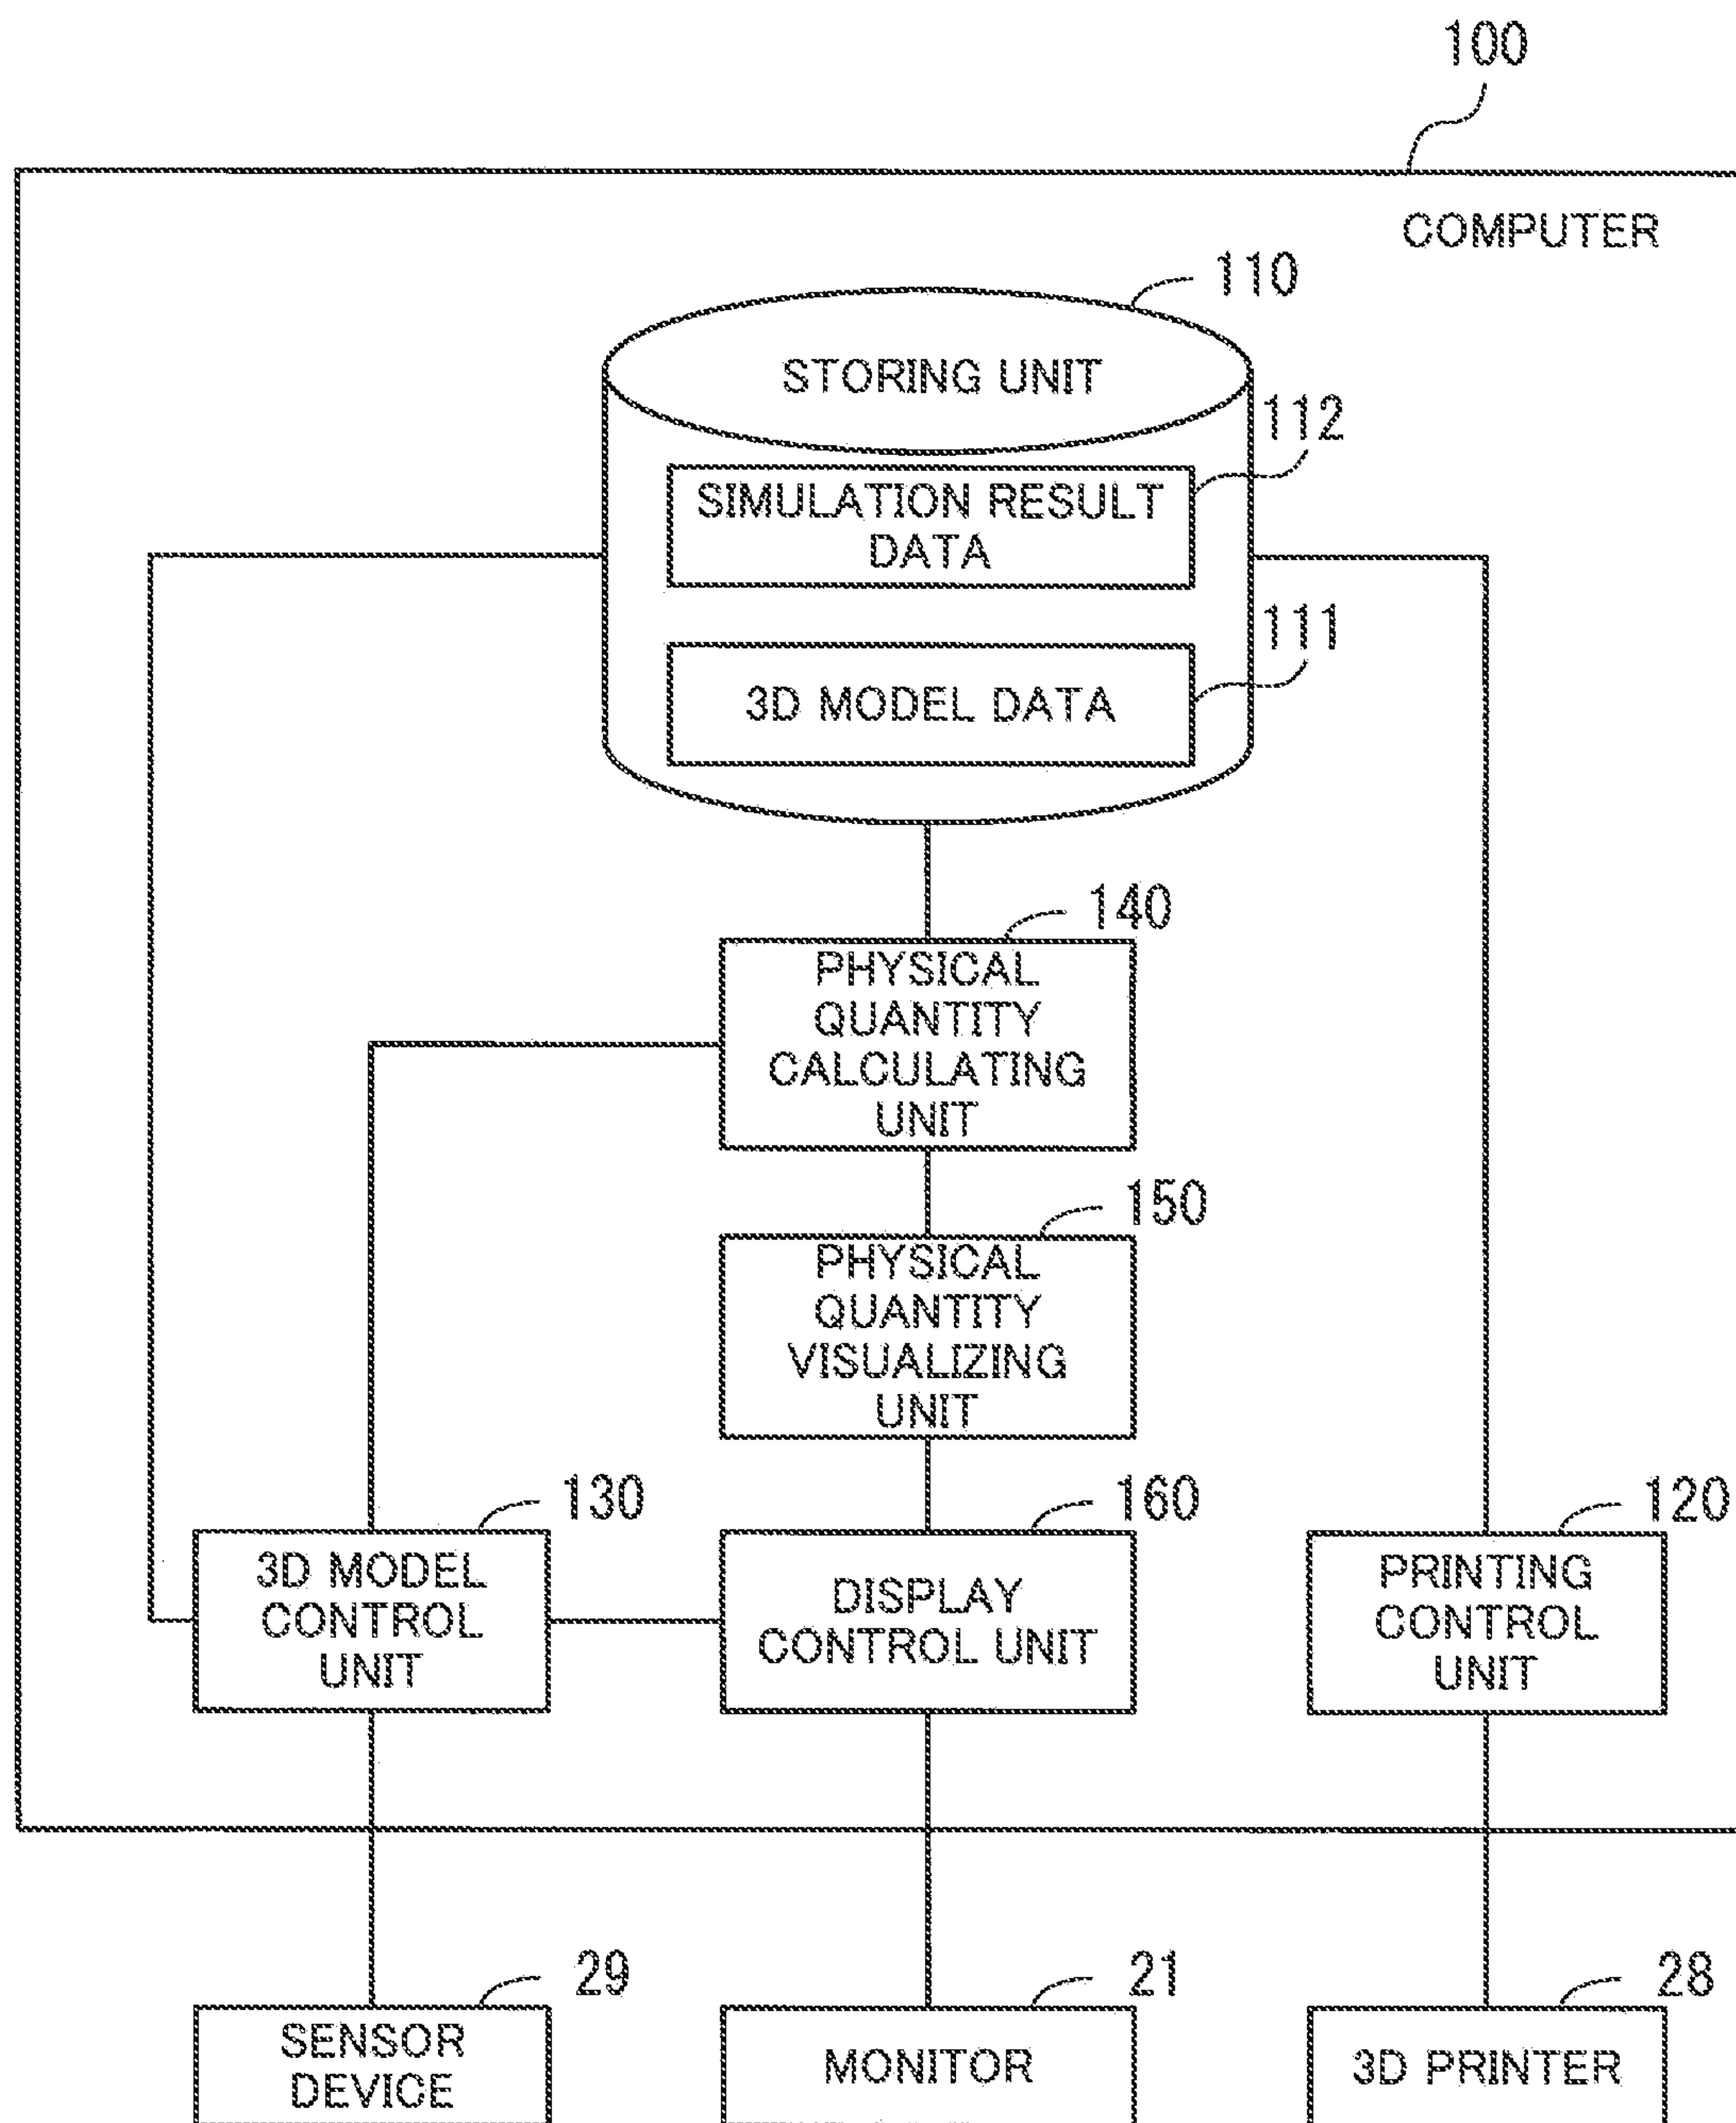 100
COMPUTER
110
STORING UNIT
112
SIMULATION RESULT
DATA
111
3D MODEL DATA
140
PHYSICAL
QUANTITY
CALCULATING
UNIT
150
PHYSICAL
QUANTITY
VISUALIZING
UNIT
130
3D MODEL
CONTROL
UNIT
160
DISPLAY
CONTROL UNIT
120
PRINTING
CONTROL
UNIT
29
SENSOR
DEVICE
21
MONITOR
28
3D PRINTER